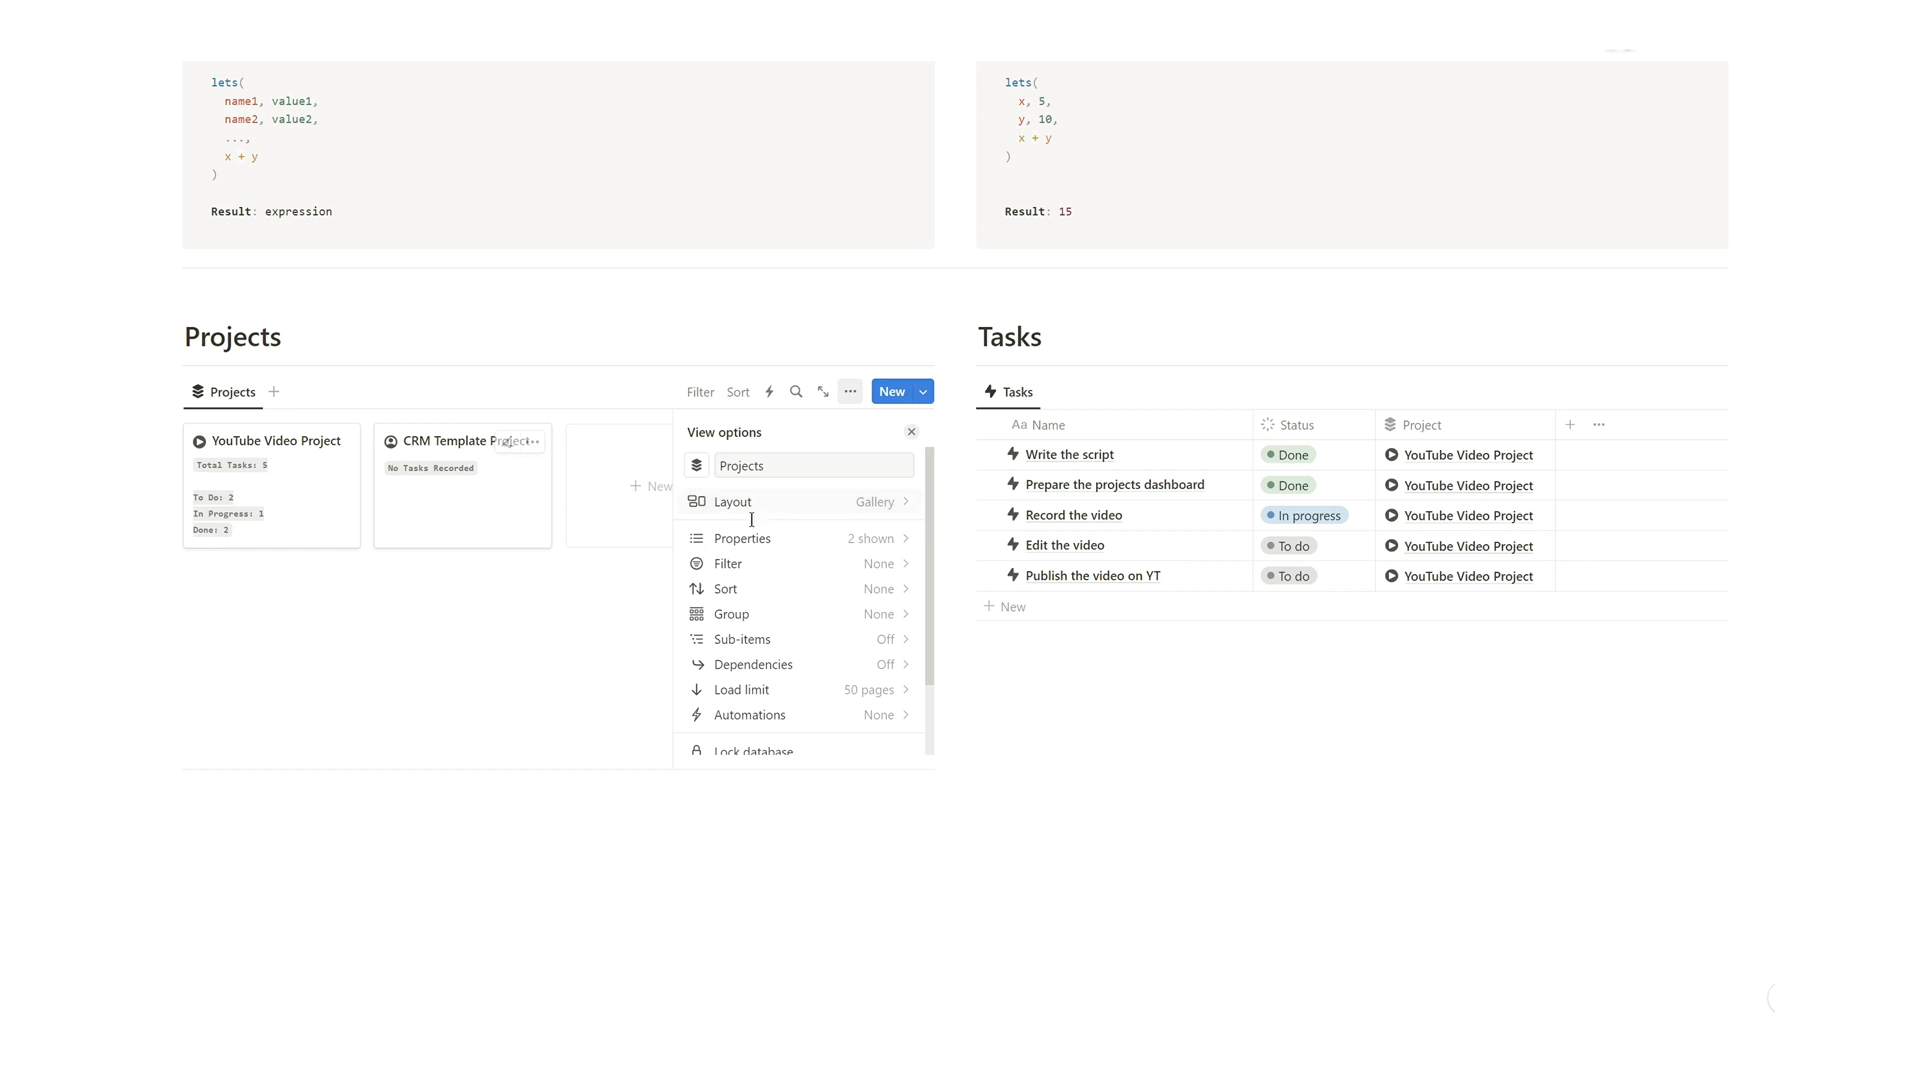 lets(
name1, value1,
name2, value2,
...,
x + y
)
Result: expression
lets(
x, 5,
y, 10,
x + y
)
Result: 15
Projects
Projects
Filter Sort New
YouTube Video Project
Total Tasks: 5
To Do: 2
In Progress: 1
Done: 2
CRM Template Project
No Tasks Recorded
New
View options
Projects
Layout Gallery
Properties 2 shown
Filter None
Sort None
Group None
Sub-items Off
Dependencies Off
Load limit 50 pages
Automations None
Lock database
Tasks
Tasks
Aa Name Status Project
Write the script Done YouTube Video Project
Prepare the projects dashboard Done YouTube Video Project
Record the video In progress YouTube Video Project
Edit the video To do YouTube Video Project
Publish the video on YT To do YouTube Video Project
New